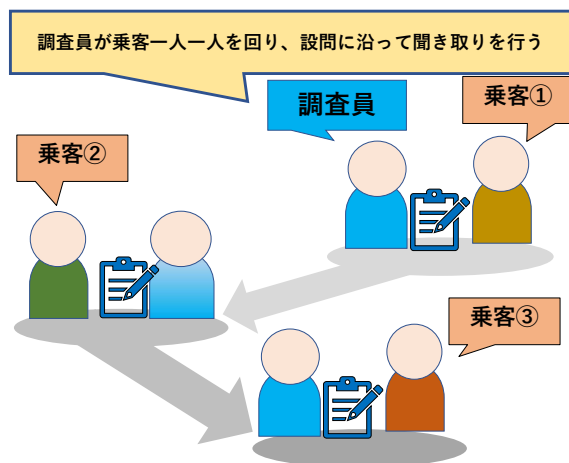 調査員が乗客一人一人を回り、設問に沿って聞き取りを行う
調査員
乗客①
乗客②
乗客③